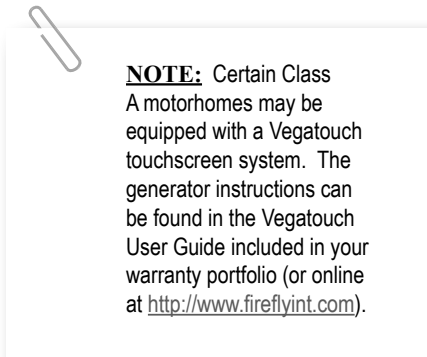 NOTE:  Certain Class
A motorhomes may be
equipped with a Vegatouch
touchscreen system.  The
generator instructions can
be found in the Vegatouch
User Guide included in your
warranty portfolio (or online
at http://www.fireflyint.com).